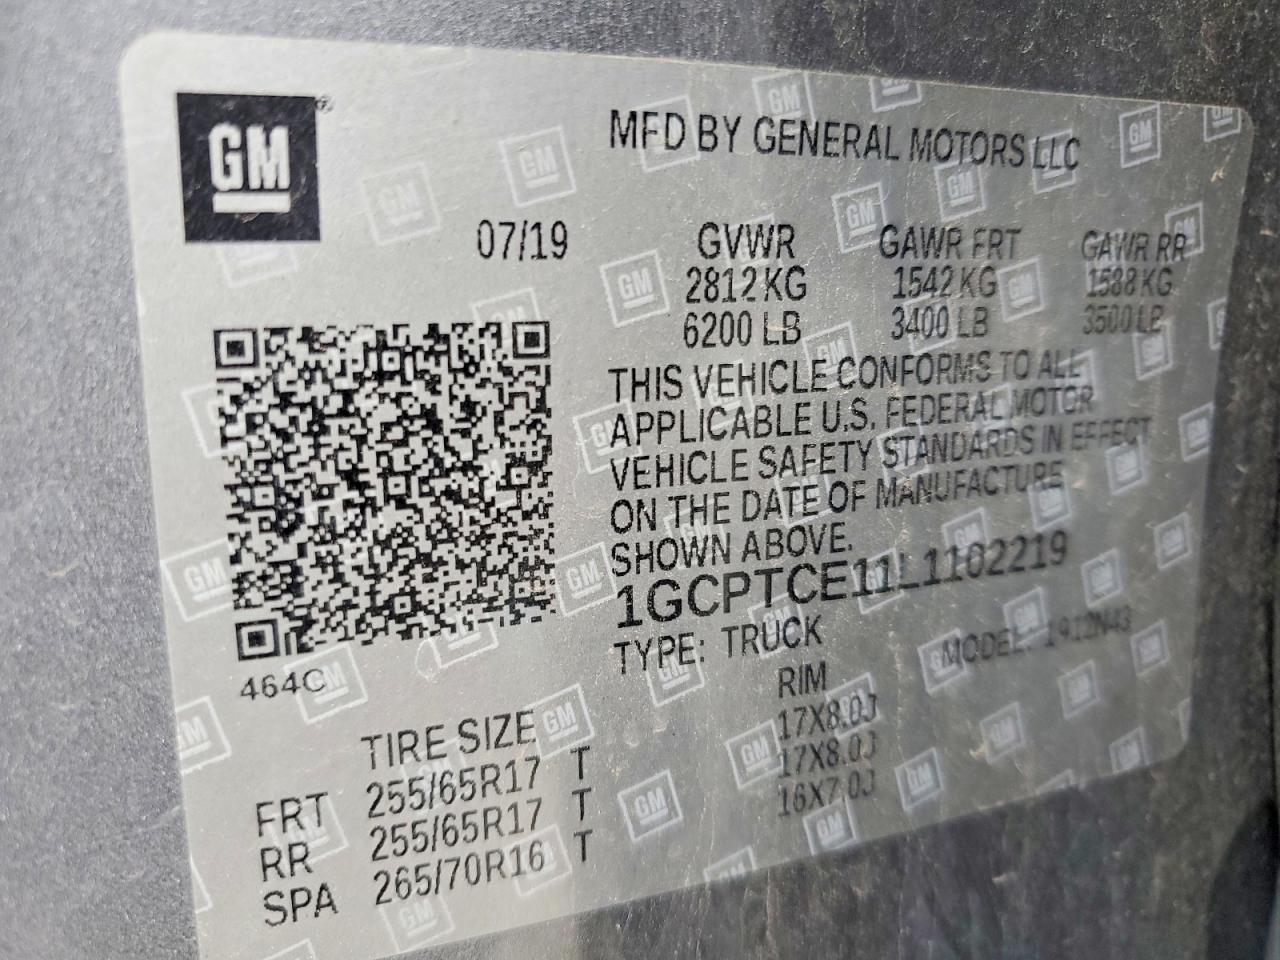 GM
MFD BY GENERAL MOTORS LLC
07/19 GVWR GAWR FRT GAWR RR
2812 KG 1542 KG 1588 KG
6200 LB 3400 LB 3500 LB
THIS VEHICLE CONFORMS TO ALL
APPLICABLE U.S. FEDERAL MOTOR
VEHICLE SAFETY STANDARDS IN EFFECT
ON THE DATE OF MANUFACTURE
SHOWN ABOVE.
1GCPTCE11L1102219
TYPE: TRUCK MODEL: 1912N43
464C
TIRE SIZE RIM
FRT 255/65R17 T 17X8.0J
RR 255/65R17 T 17X8.0J
SPA 265/70R16 T 16X7.0J